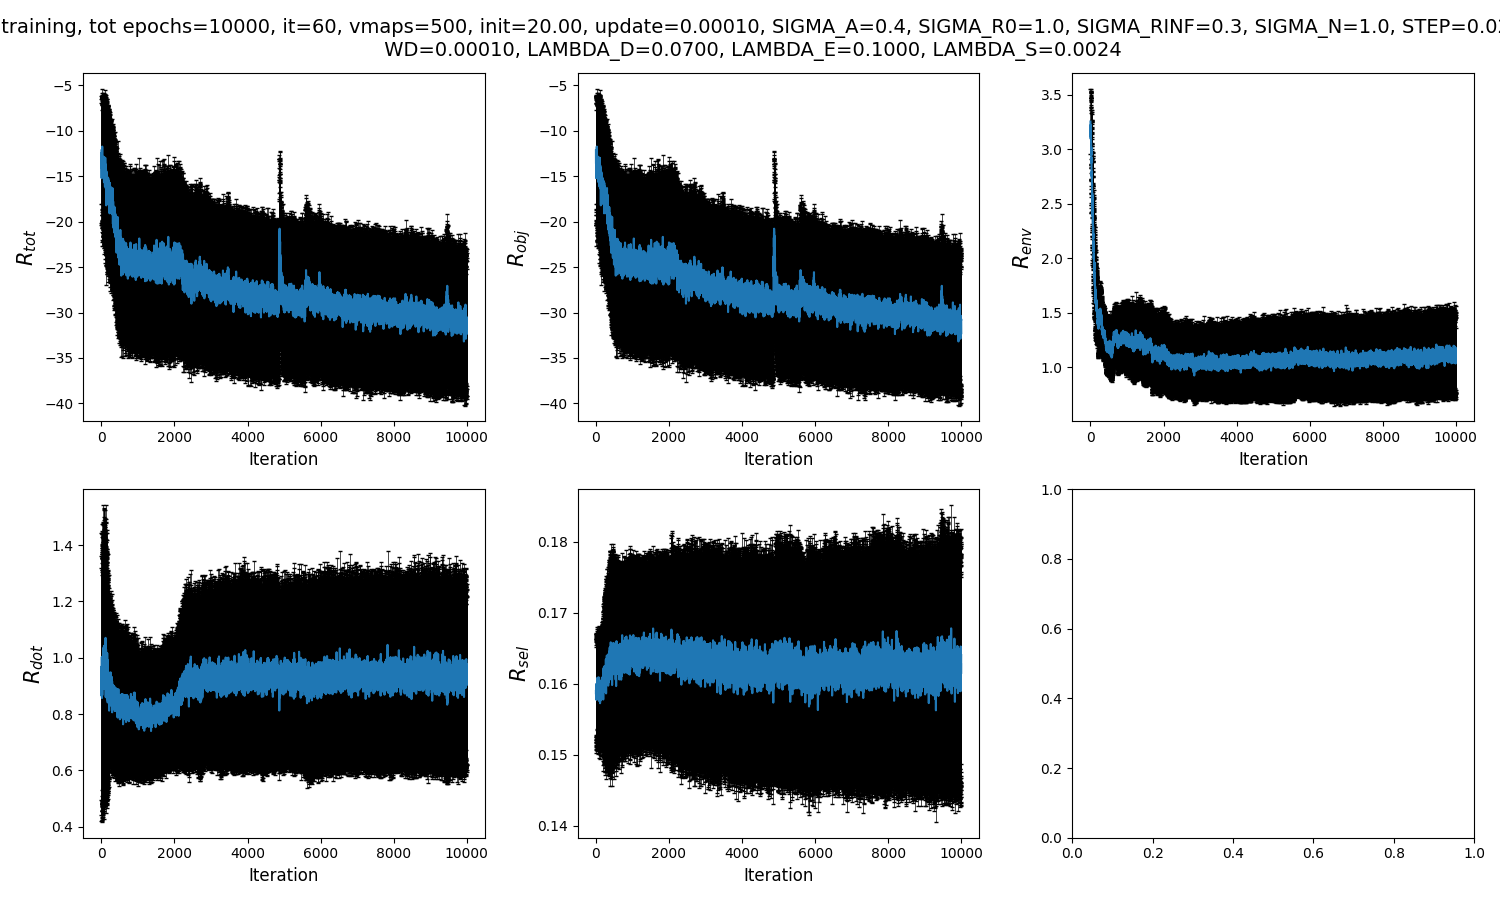 training, tot epochs=10000, it=60, vmaps=500, init=20.00, update=0.00010, SIGMA_A=0.4, SIGMA_R0=1.0, SIGMA_RINF=0.3, SIGMA_N=1.0,
WD=0.00010, LAMBDA_D=0.0700, LAMBDA_E=0.1000, LAMBDA_S=0.0024
R_tot
−5
−10
−15
−20
−25
−30
−35
−40
0 2000 4000 6000 8000 10000
Iteration
R_obj
−5
−10
−15
−20
−25
−30
−35
−40
0 2000 4000 6000 8000 10000
Iteration
R_env
3.5
3.0
2.5
2.0
1.5
1.0
0 2000 4000 6000 8000 10000
Iteration
R_dot
1.4
1.2
1.0
0.8
0.6
0.4
0 2000 4000 6000 8000 10000
Iteration
R_sel
0.18
0.17
0.16
0.15
0.14
0 2000 4000 6000 8000 10000
Iteration
1.0
0.8
0.6
0.4
0.2
0.0
0.0 0.2 0.4 0.6 0.8 1.0